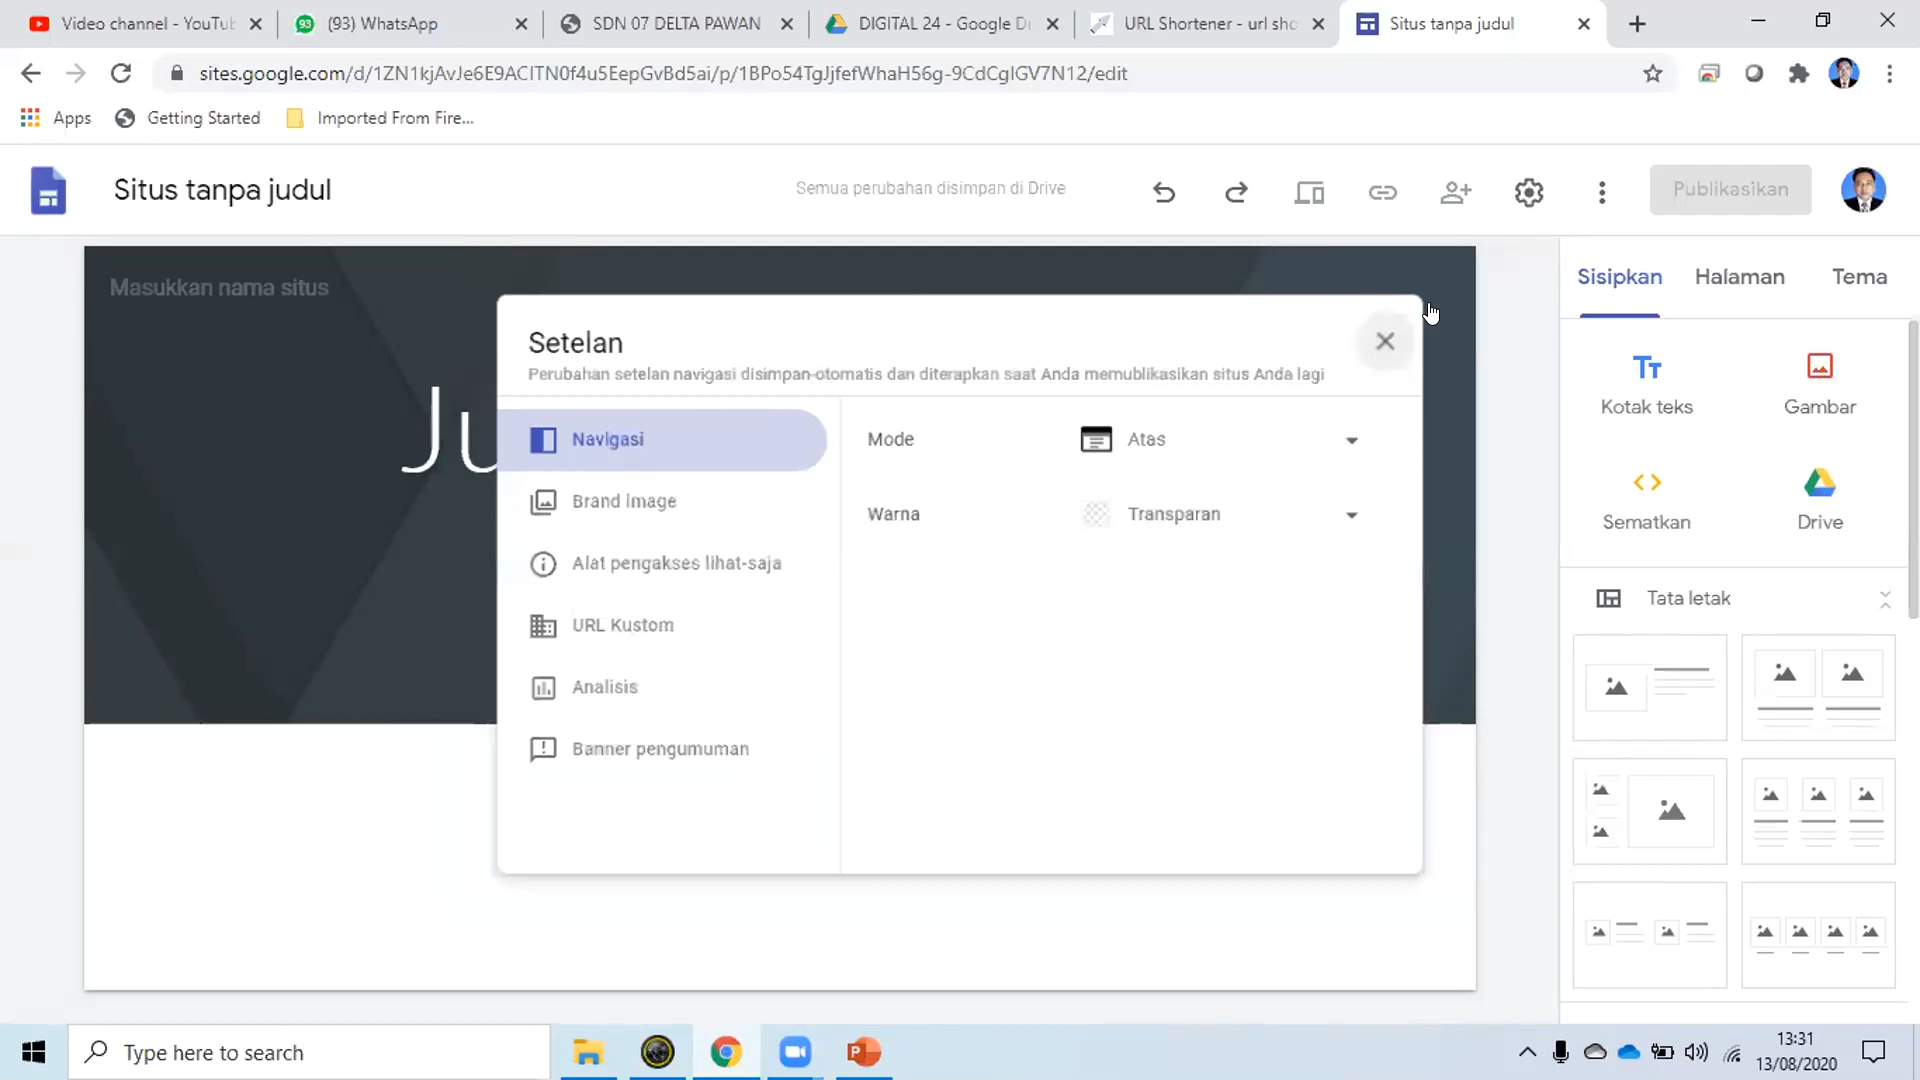 Video channel - YouTub
(93) WhatsApp
SDN 07 DELTA PAWAN
DIGITAL 24 - Google Dr
URL Shortener - url sho
Situs tanpa judul
sites.google.com/d/1ZN1kjAvJe6E9ACITN0f4u5EepGvBd5ai/p/1BPo54TgJjfefWhaH56g-9CdCgIGV7N12/edit
Apps
Getting Started
Imported From Fire...
Situs tanpa judul
Semua perubahan disimpan di Drive
Publikasikan
Masukkan nama situs
Ju
Setelan
Perubahan setelan navigasi disimpan otomatis dan diterapkan saat Anda memublikasikan situs Anda lagi
Navigasi
Brand image
Alat pengakses lihat-saja
URL Kustom
Analisis
Banner pengumuman
Mode
Atas
Warna
Transparan
Sisipkan
Halaman
Tema
Kotak teks
Gambar
Sematkan
Drive
Tata letak
Type here to search
13:31
13/08/2020